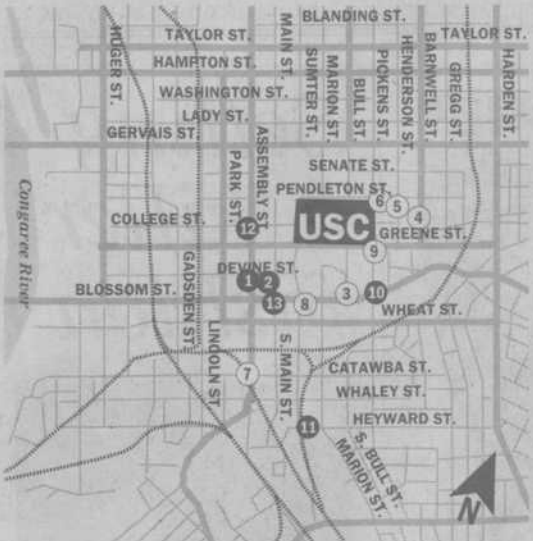 BLANDING ST.
TAYLOR ST.
TAYLOR ST.
HAMPTON ST.
WASHINGTON ST.
LADY ST.
GERVAIS ST.
HUGER ST.
MAIN ST.
SUMTER ST.
MARION ST.
BULL ST.
PICKENS ST.
HENDERSON ST.
BARNWELL ST.
GREGG ST.
HARDEN ST.
SENATE ST.
PENDLETON ST.
ASSEMBLY ST
PARK ST.
COLLEGE ST.
12
USC
6
5
4
GREENE ST.
9
Congaree River
DEVINE ST.
BLOSSOM ST.
1
2
13
8
3
10
WHEAT ST.
GADSDEN ST.
LINCOLN ST
S. MAIN ST.
7
CATAWBA ST.
WHALEY ST.
HEYWARD ST.
11
S. BULL ST.
MARION ST.
N